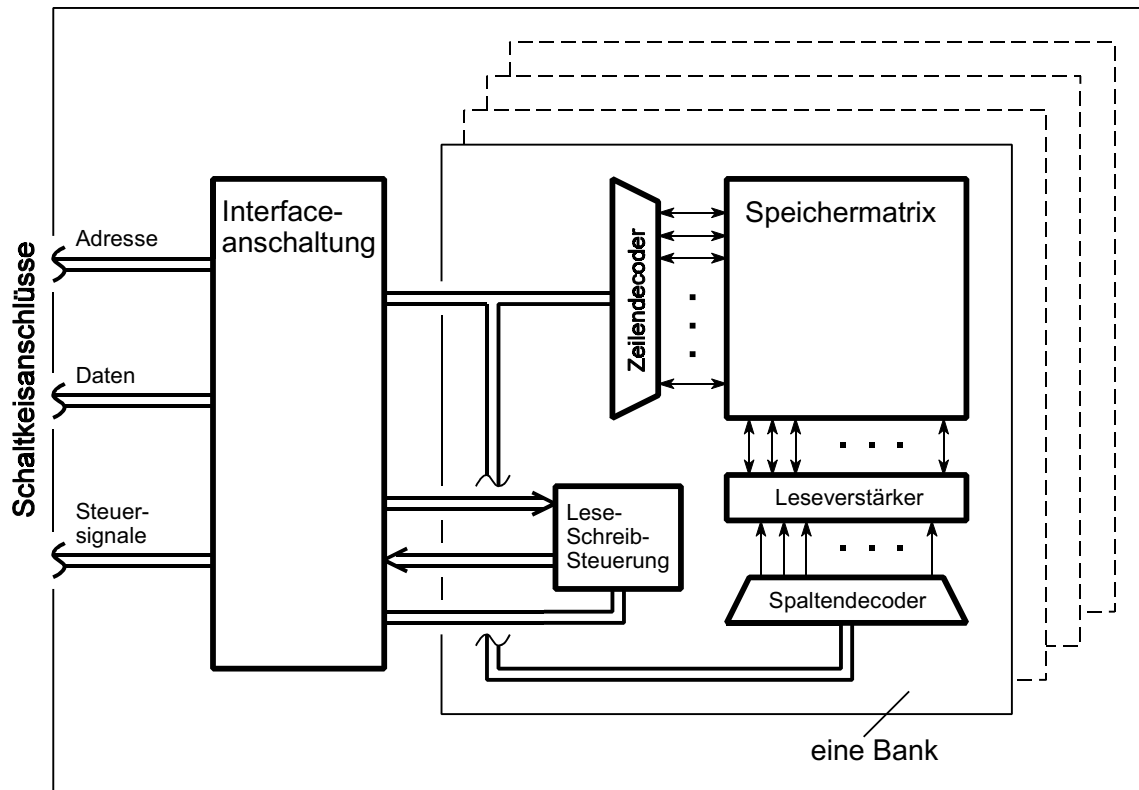 Schaltkeisanschlüsse
Adresse
Daten
Steuer-
signale
Interface-
anschaltung
Zeilendecoder
Speichermatrix
Lese-
Schreib-
Steuerung
Leseverstärker
Spaltendecoder
eine Bank